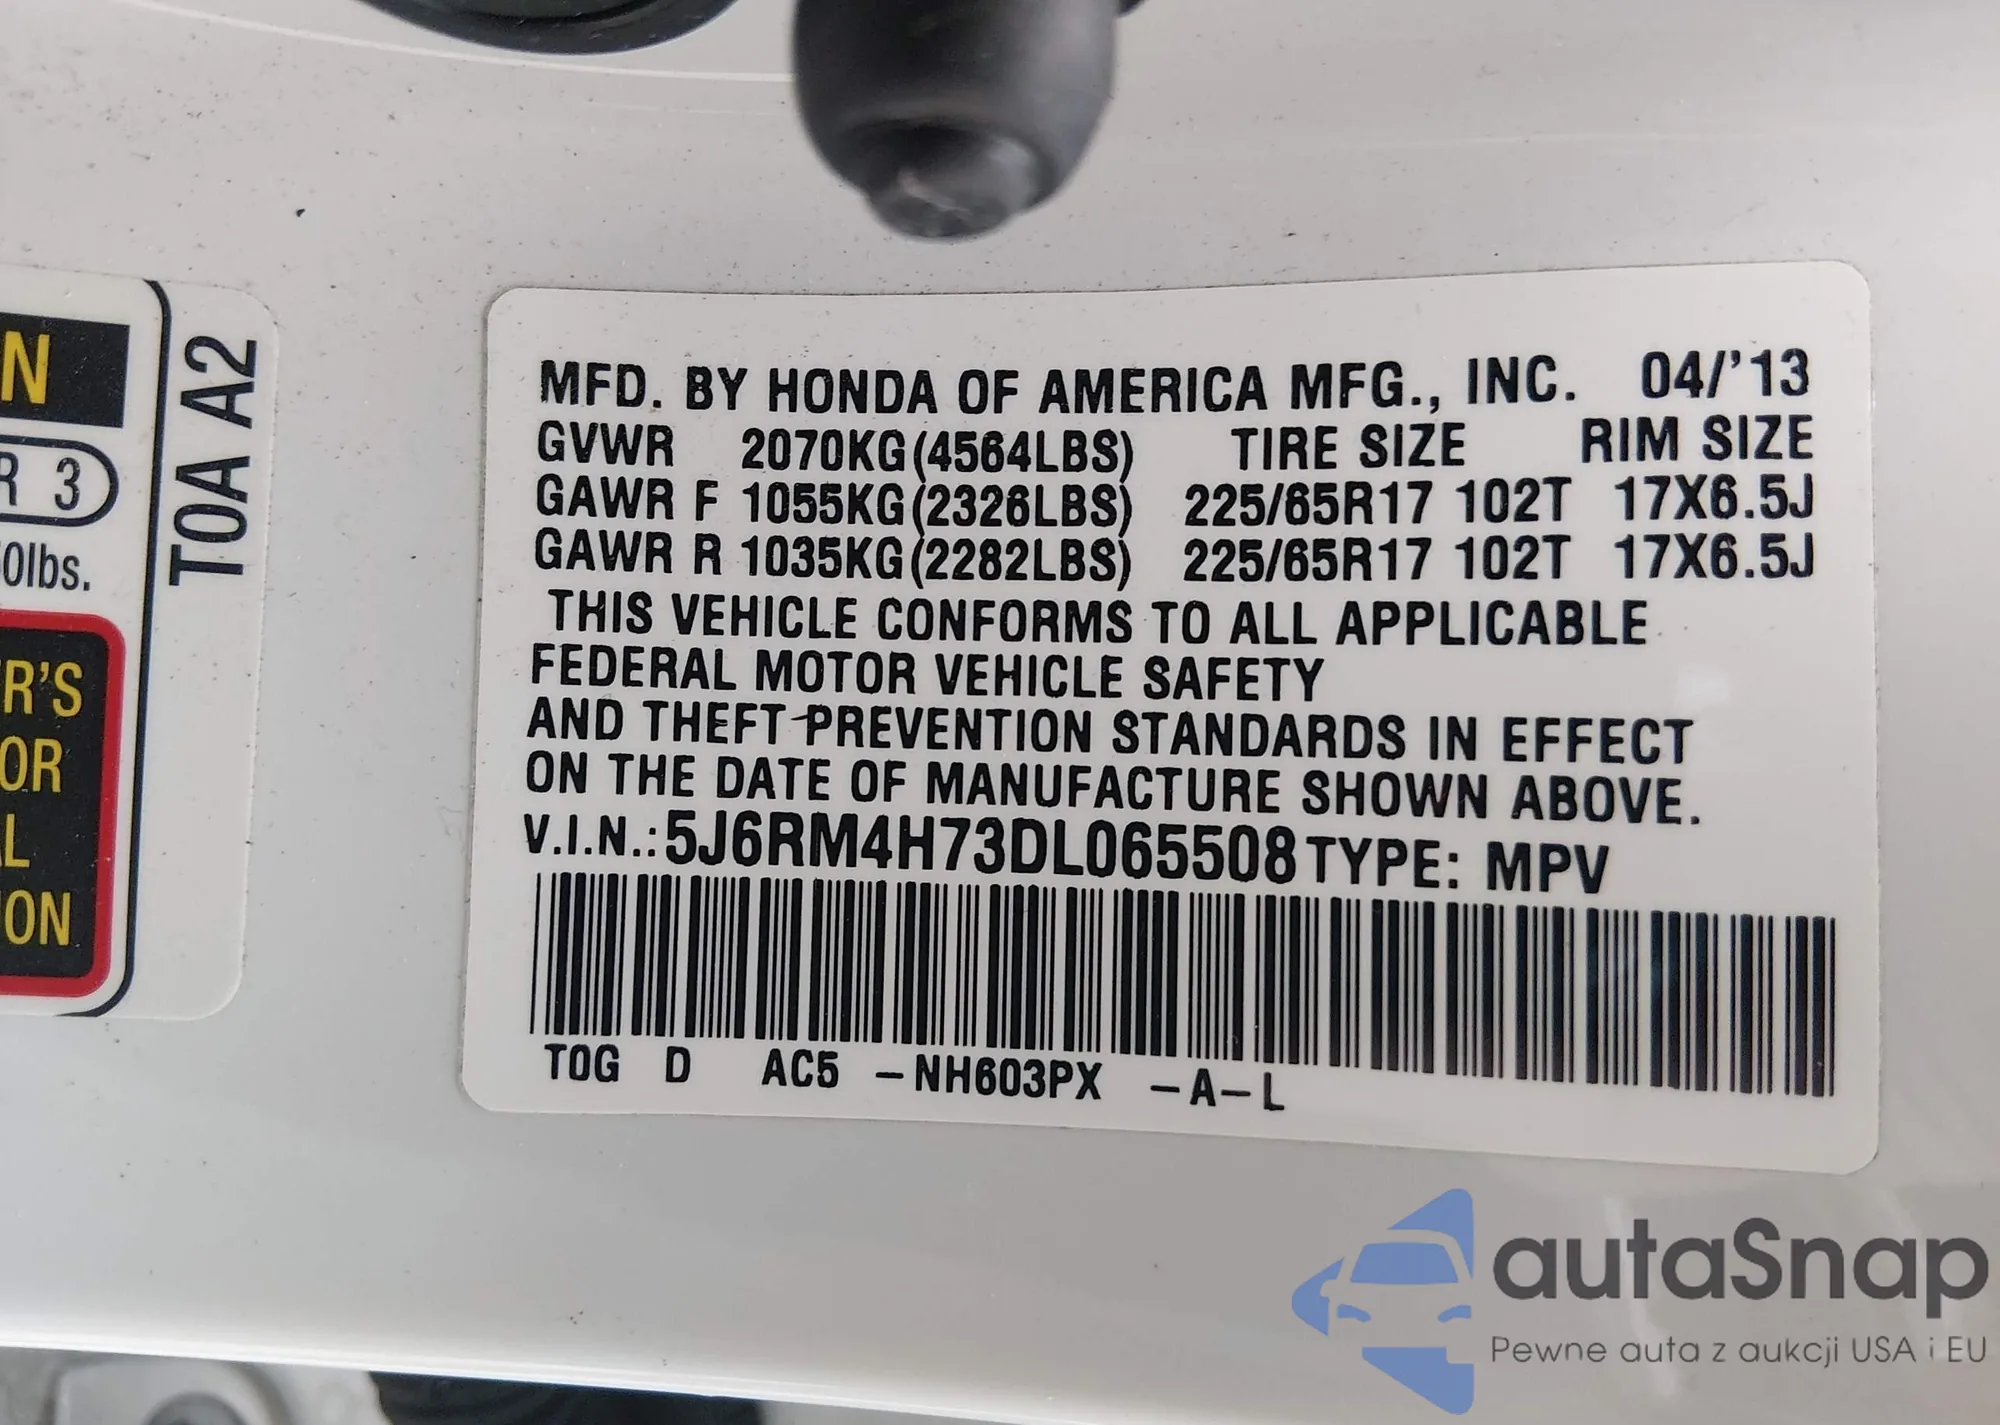 N
R 3
0lbs.
R'S
OR
AL
ION
T0A A2
MFD. BY HONDA OF AMERICA MFG., INC. 04/'13
GVWR 2070KG(4564LBS) TIRE SIZE RIM SIZE
GAWR F 1055KG(2326LBS) 225/65R17 102T 17X6.5J
GAWR R 1035KG(2282LBS) 225/65R17 102T 17X6.5J
THIS VEHICLE CONFORMS TO ALL APPLICABLE
FEDERAL MOTOR VEHICLE SAFETY
AND THEFT PREVENTION STANDARDS IN EFFECT
ON THE DATE OF MANUFACTURE SHOWN ABOVE.
V.I.N.: 5J6RM4H73DL065508 TYPE: MPV
T0G D AC5 -NH603PX -A-L
autaSnap
Pewne auta z aukcji USA i EU